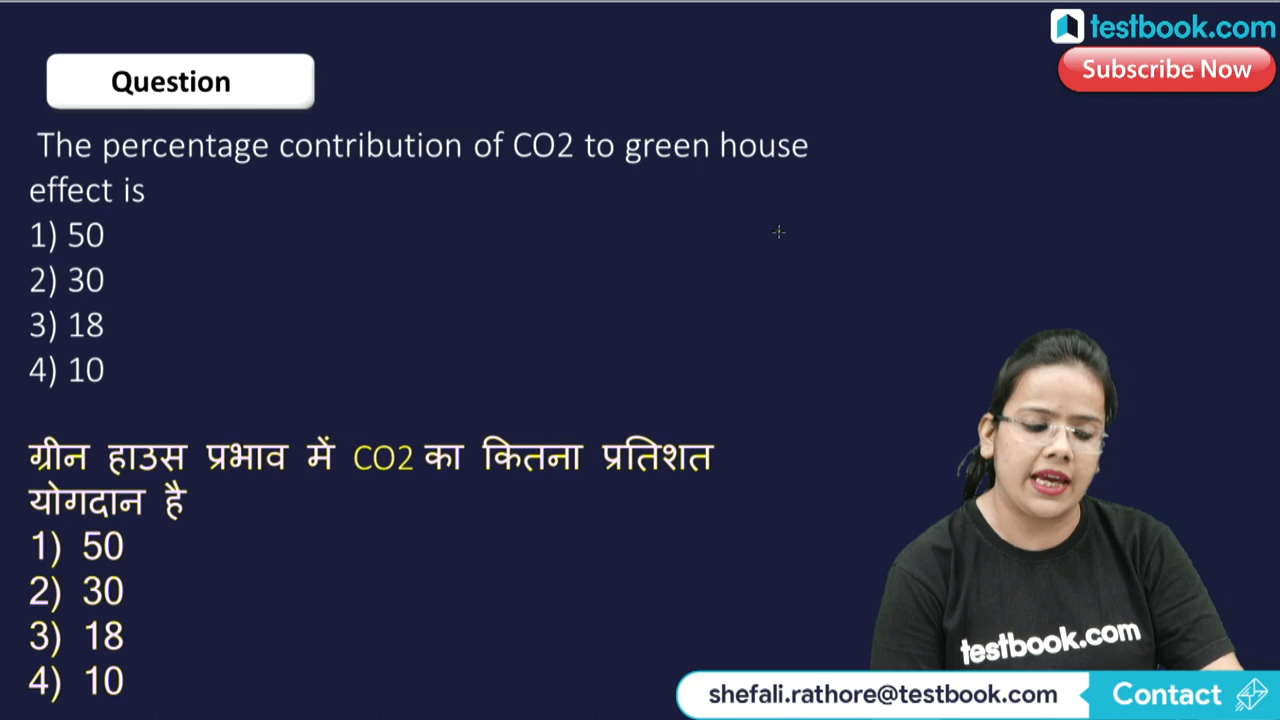 testbook.com
Subscribe Now
Question
The percentage contribution of CO2 to green house
effect is
1) 50
2) 30
3) 18
4) 10
ग्रीन हाउस प्रभाव में CO2 का कितना प्रतिशत
योगदान है
1) 50
2) 30
3) 18
4) 10
testbook.com
shefali.rathore@testbook.com
Contact